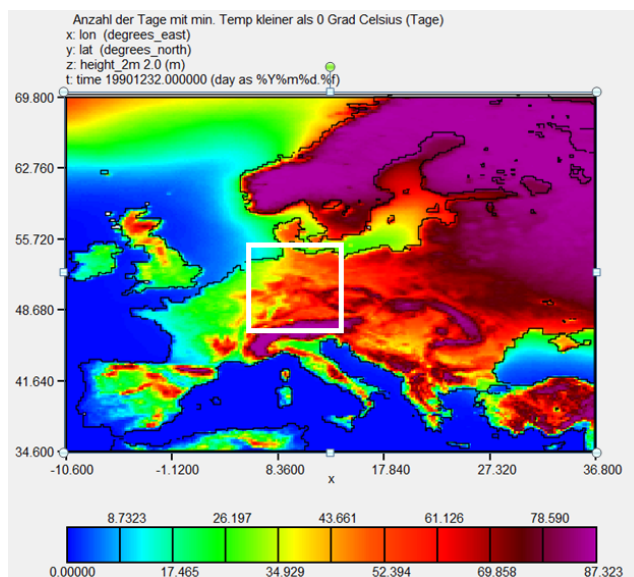 Anzahl der Tage mit min. Temp kleiner als 0 Grad Celsius (Tage)
x: lon (degrees_east)
y: lat (degrees_north)
z: height_2m 2.0 (m)
t: time 19901232.000000 (day as %Y%m%d.%f)
69.800
62.760
55.720
48.680
41.640
34.600
-10.600 -1.1200 8.3600 17.840 27.320 36.800
x
8.7323 26.197 43.661 61.126 78.590
0.00000 17.465 34.929 52.394 69.858 87.323